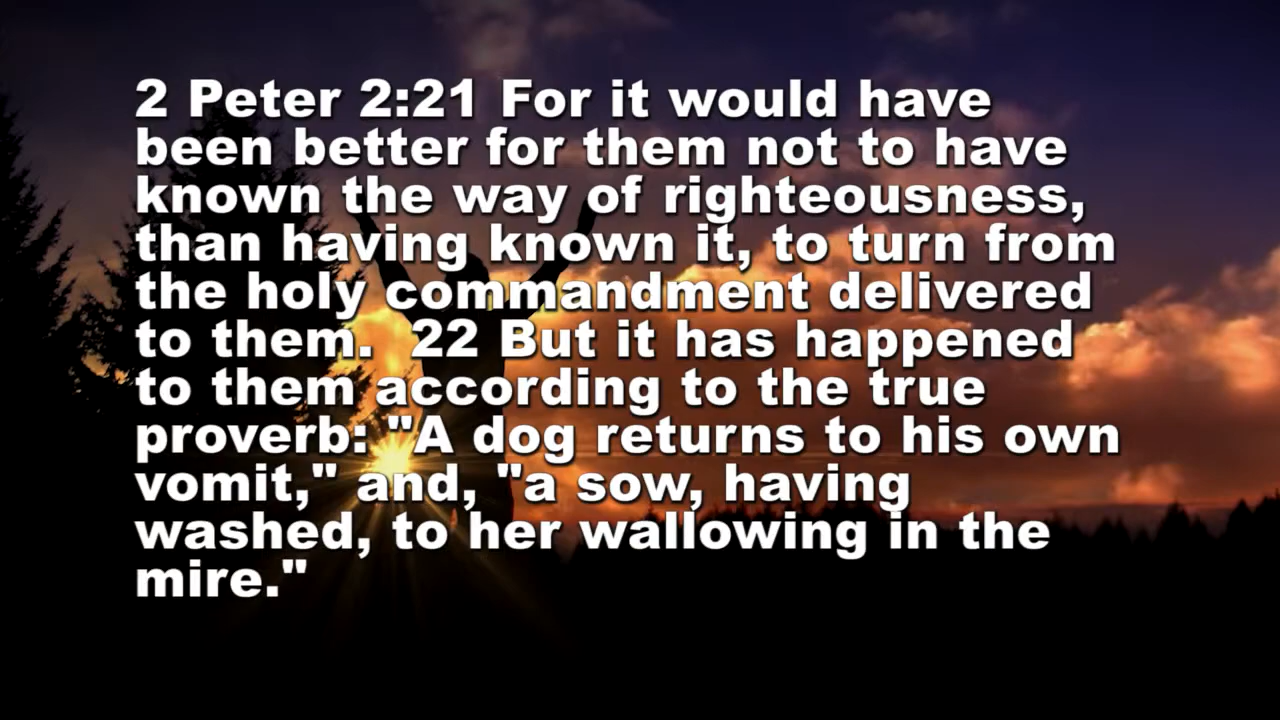 2 Peter 2:21 For it would have
been better for them not to have
known the way of righteousness,
than having known it, to turn from
the holy commandment delivered
to them.  22 But it has happened
to them according to the true
proverb: "A dog returns to his own
vomit," and, "a sow, having
washed, to her wallowing in the
mire."